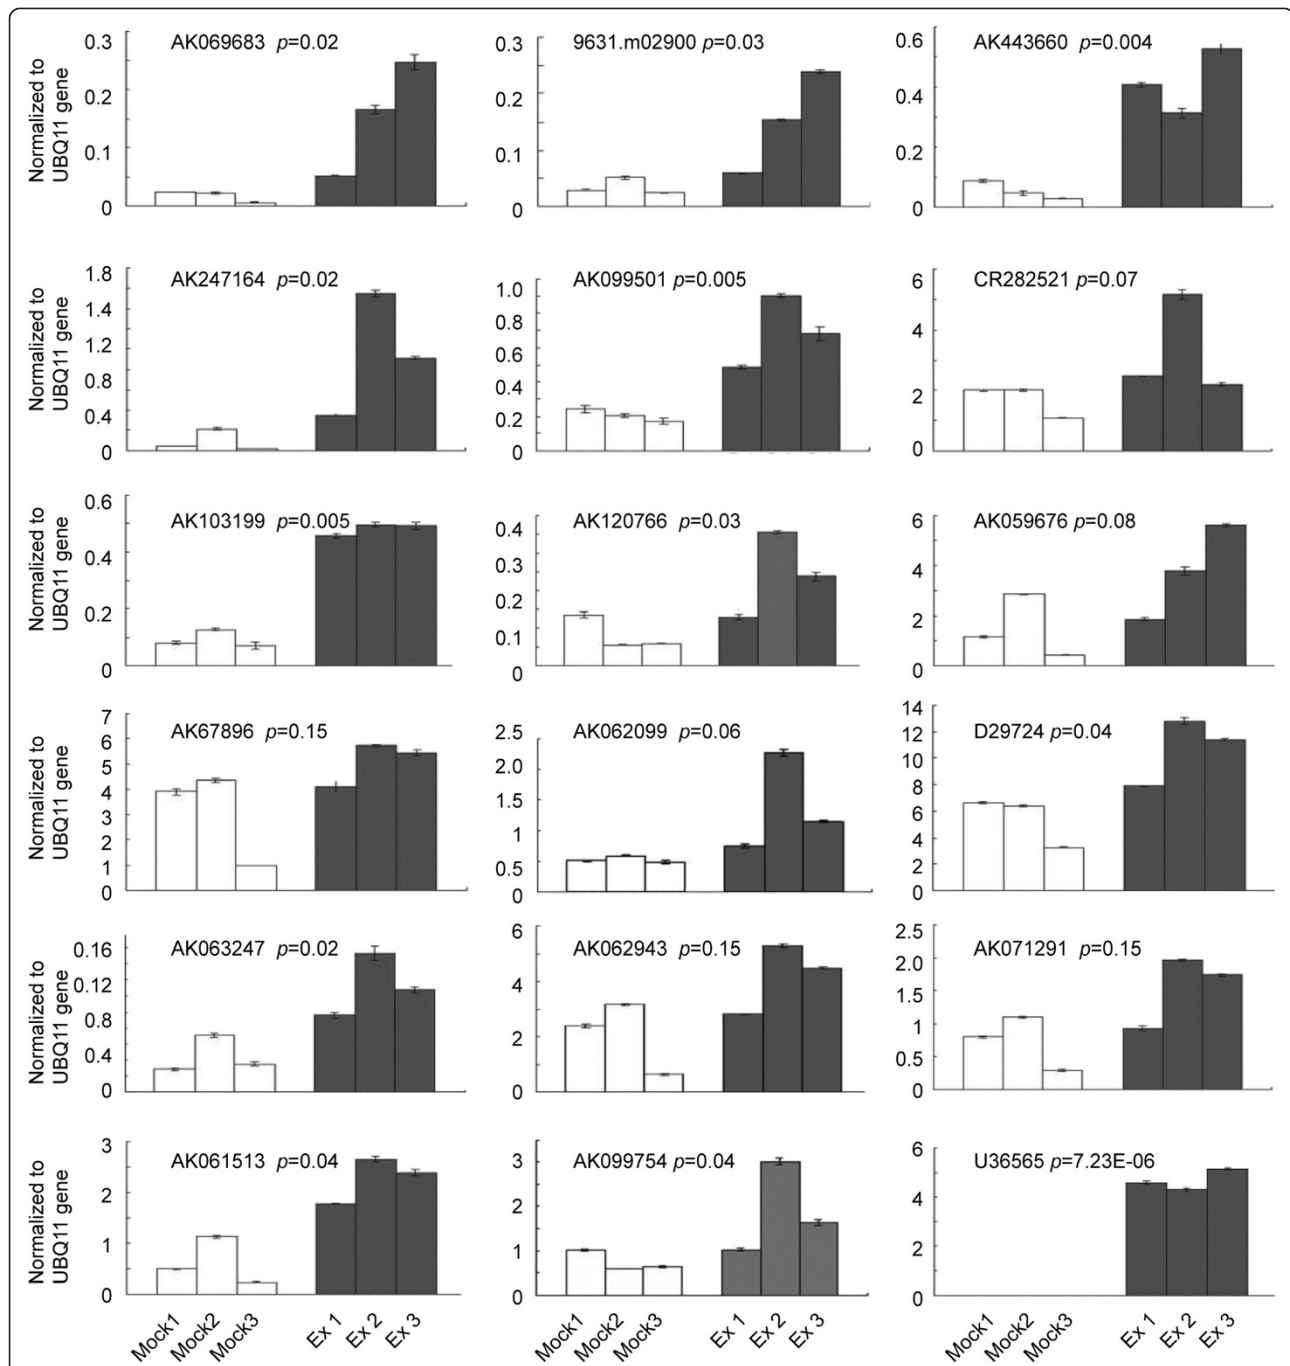 Normalized to
UBQ11 gene
AK069683 p=0.02
0.3
0.2
0.1
0
9631.m02900 p=0.03
0.3
0.2
0.1
0
AK443660 p=0.004
0.6
0.4
0.2
0
Normalized to
UBQ11 gene
AK247164 p=0.02
1.8
1.4
1.2
0.8
0.4
0
AK099501 p=0.005
1.0
0.8
0.6
0.4
0.2
0
CR282521 p=0.07
6
4
2
0
Normalized to
UBQ11 gene
AK103199 p=0.005
0.6
0.4
0.2
0
AK120766 p=0.03
0.4
0.3
0.2
0.1
0
AK059676 p=0.08
6
4
2
0
Normalized to
UBQ11 gene
AK67896 p=0.15
7
6
5
4
3
2
1
0
AK062099 p=0.06
2.5
2.0
1.5
1
0.5
0
D29724 p=0.04
14
12
10
8
6
4
2
0
Normalized to
UBQ11 gene
AK063247 p=0.02
0.16
0.12
0.8
0.4
0
AK062943 p=0.15
6
4
2
0
AK071291 p=0.15
2.5
2.0
1.5
1
0.5
0
Normalized to
UBQ11 gene
AK061513 p=0.04
3
2
1
0
AK099754 p=0.04
3
2
1
0
U36565 p=7.23E-06
6
4
2
0
Mock1 Mock2 Mock3 Ex 1 Ex 2 Ex 3
Mock1 Mock2 Mock3 Ex 1 Ex 2 Ex 3
Mock1 Mock2 Mock3 Ex 1 Ex 2 Ex 3